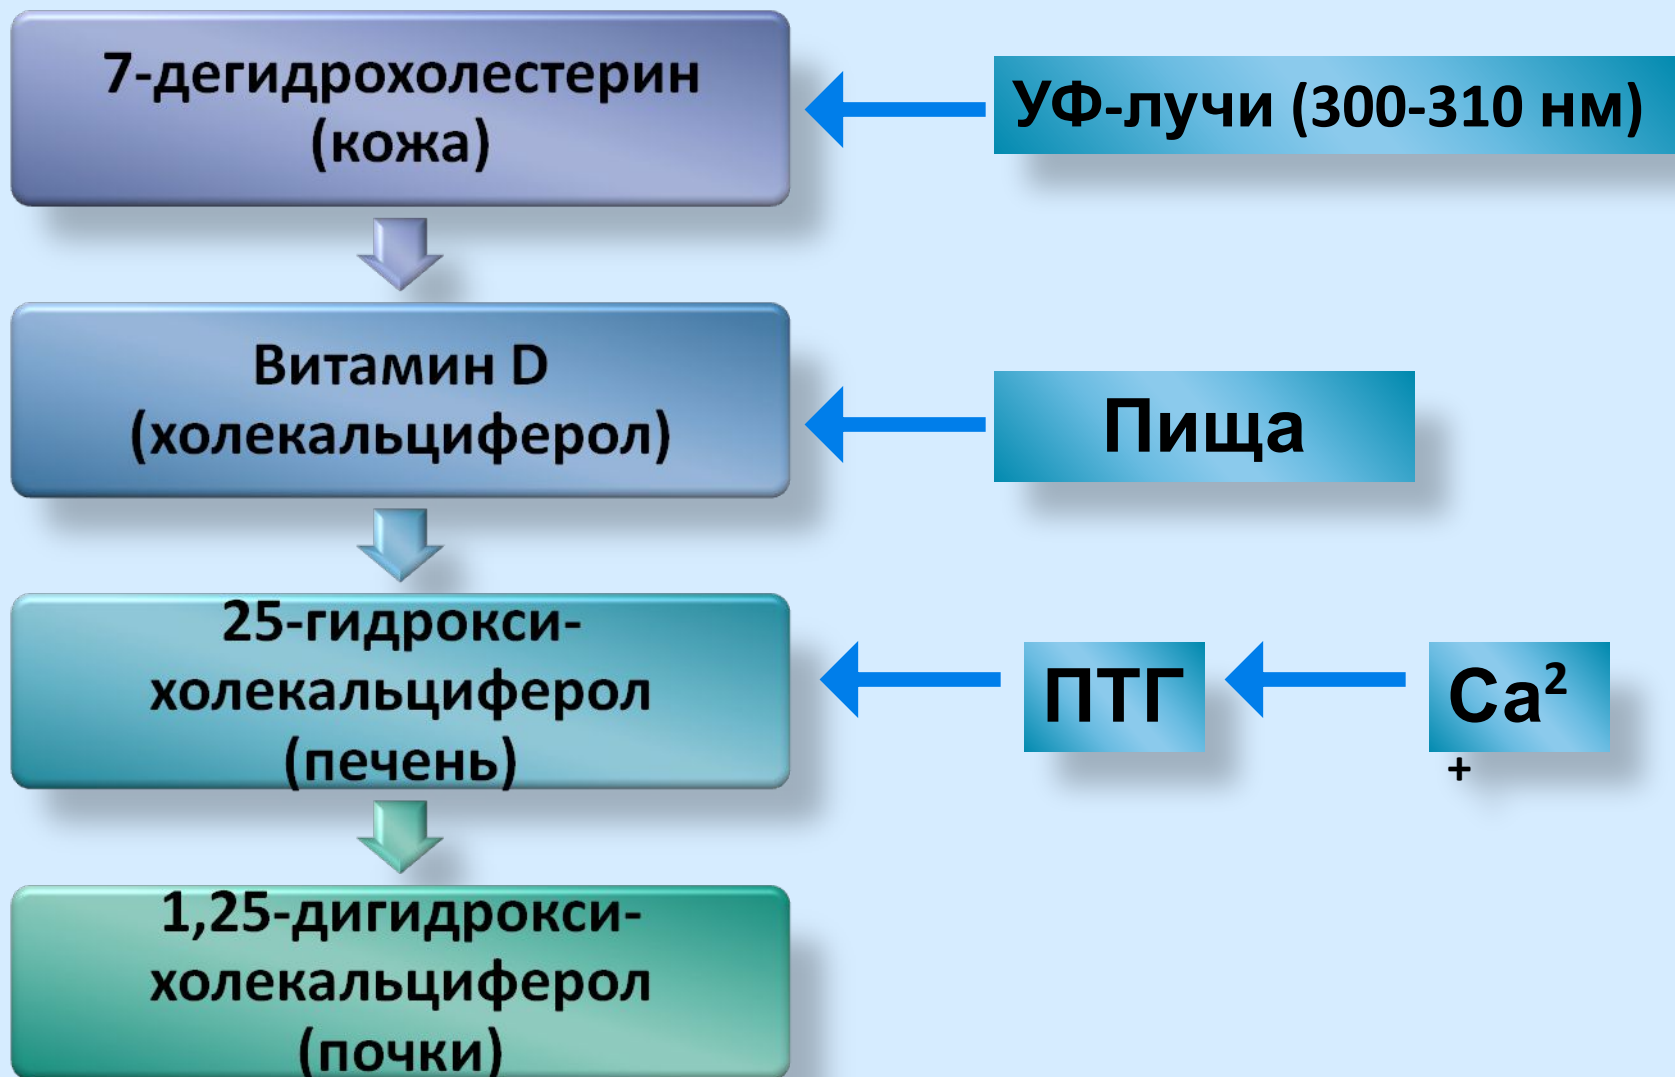 7-дегидрохолестерин
(кожа)
УФ-лучи (300-310 нм)
Витамин D
(холекальциферол)
Пища
25-гидрокси-
холекальциферол
(печень)
ПТГ
Ca²
+
1,25-дигидрокси-
холекальциферол
(почки)